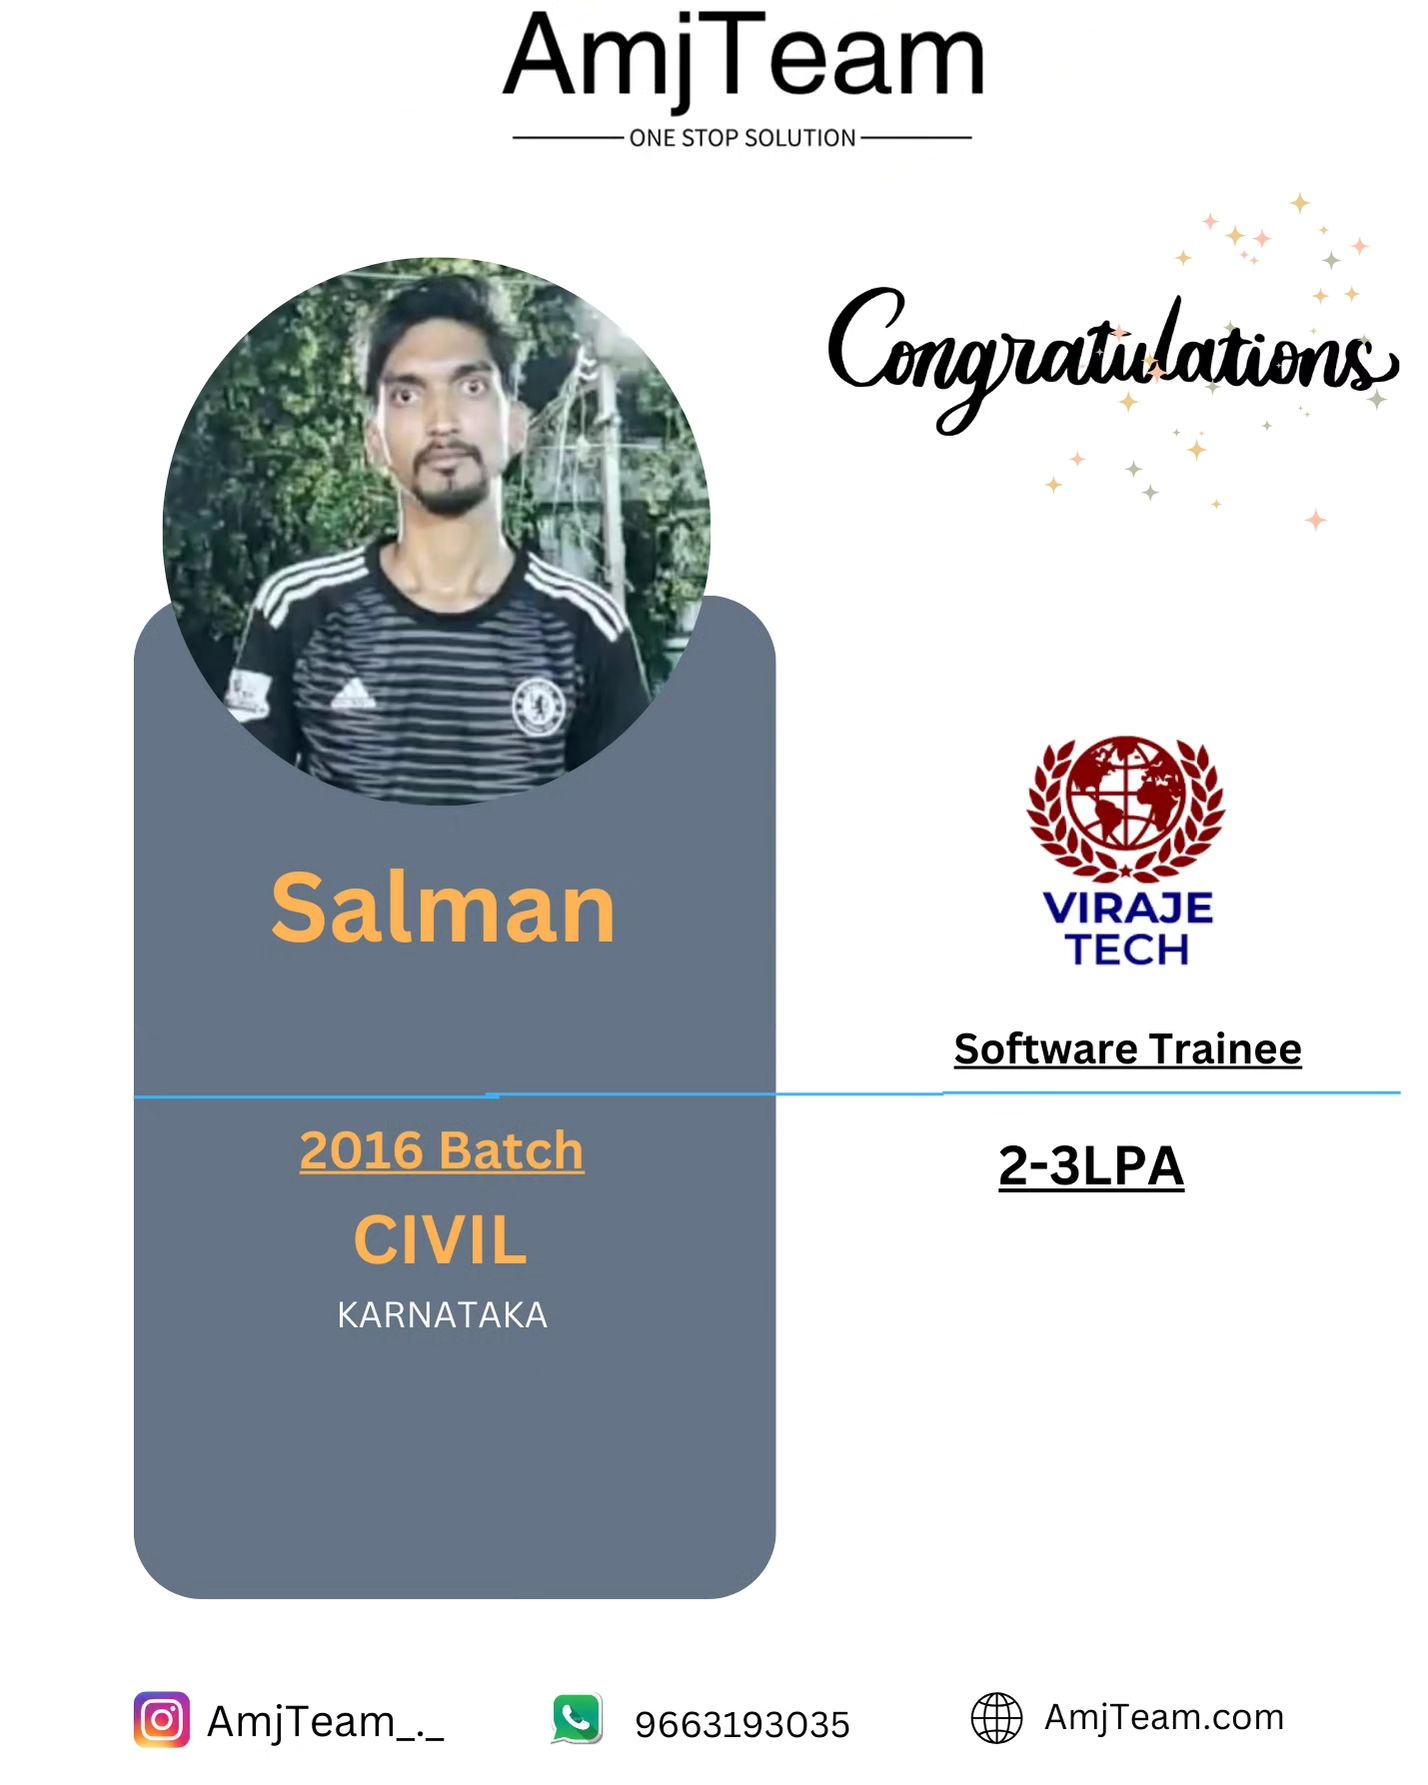 AmjTeam
ONE STOP SOLUTION
Congratulations
Salman
2016 Batch
CIVIL
KARNATAKA
VIRAJE
TECH
Software Trainee
2-3LPA
AmjTeam_._
9663193035
AmjTeam.com